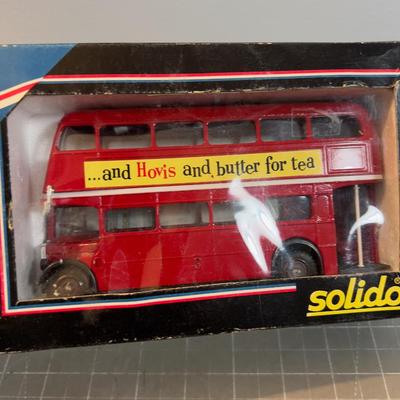 ...and Hovis and butter for tea
solido